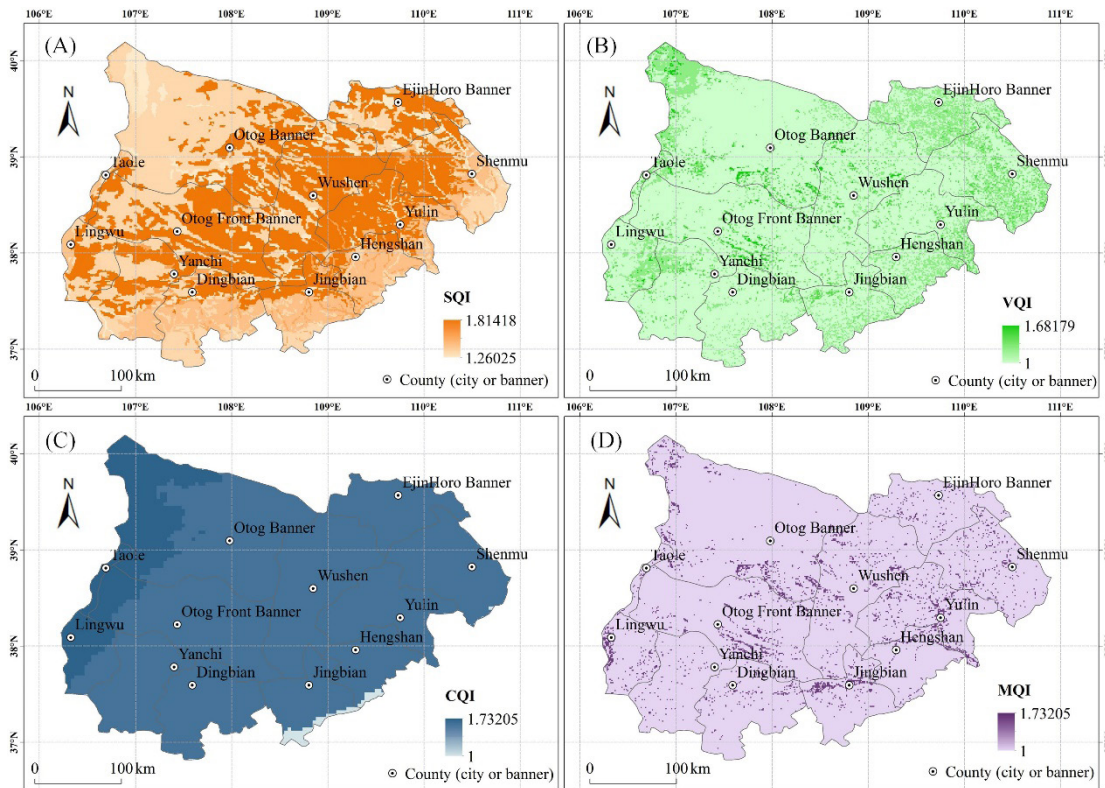 106°E 107°E 108°E 109°E 110°E 111°E
(A)
40°N
39°N
38°N
37°N
N
EjinHoro Banner
Otog Banner
Taole
Shenmu
Wushen
Otog Front Banner
Yulin
Lingwu
Hengshan
Yanchi
Dingbian
Jingbian
SQI
1.81418
1.26025
0 100 km
County (city or banner)
106°E 107°E 108°E 109°E 110°E 111°E
(B)
N
EjinHoro Banner
Otog Banner
Taole
Shenmu
Wushen
Otog Front Banner
Yulin
Lingwu
Hengshan
Yanchi
Dingbian
Jingbian
VQI
1.68179
1
0 100 km
County (city or banner)
106°E 107°E 108°E 109°E 110°E 111°E
(C)
40°N
39°N
38°N
37°N
N
EjinHoro Banner
Otog Banner
Taole
Shenmu
Wushen
Otog Front Banner
Yulin
Lingwu
Hengshan
Yanchi
Dingbian
Jingbian
CQI
1.73205
1
0 100 km
County (city or banner)
106°E 107°E 108°E 109°E 110°E 111°E
(D)
N
EjinHoro Banner
Otog Banner
Taole
Shenmu
Wushen
Otog Front Banner
Yulin
Lingwu
Hengshan
Yanchi
Dingbian
Jingbian
MQI
1.73205
1
0 100 km
County (city or banner)